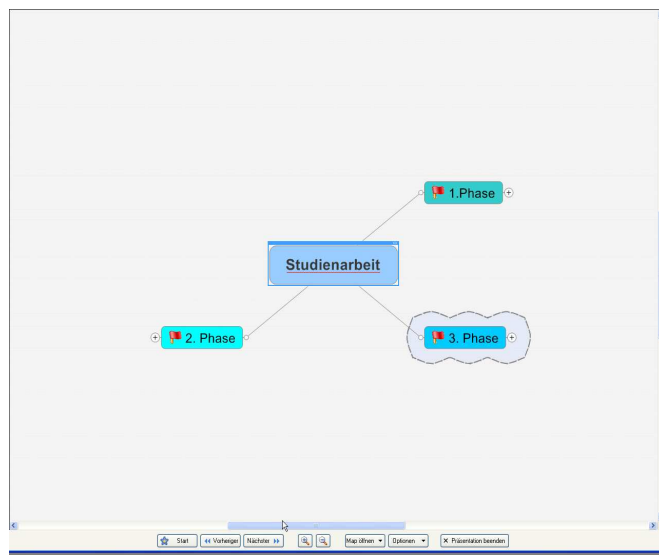 1.Phase
Studienarbeit
2. Phase
3. Phase
Start Vorheriger Nächster Map öffnen Optionen Präsentation beenden